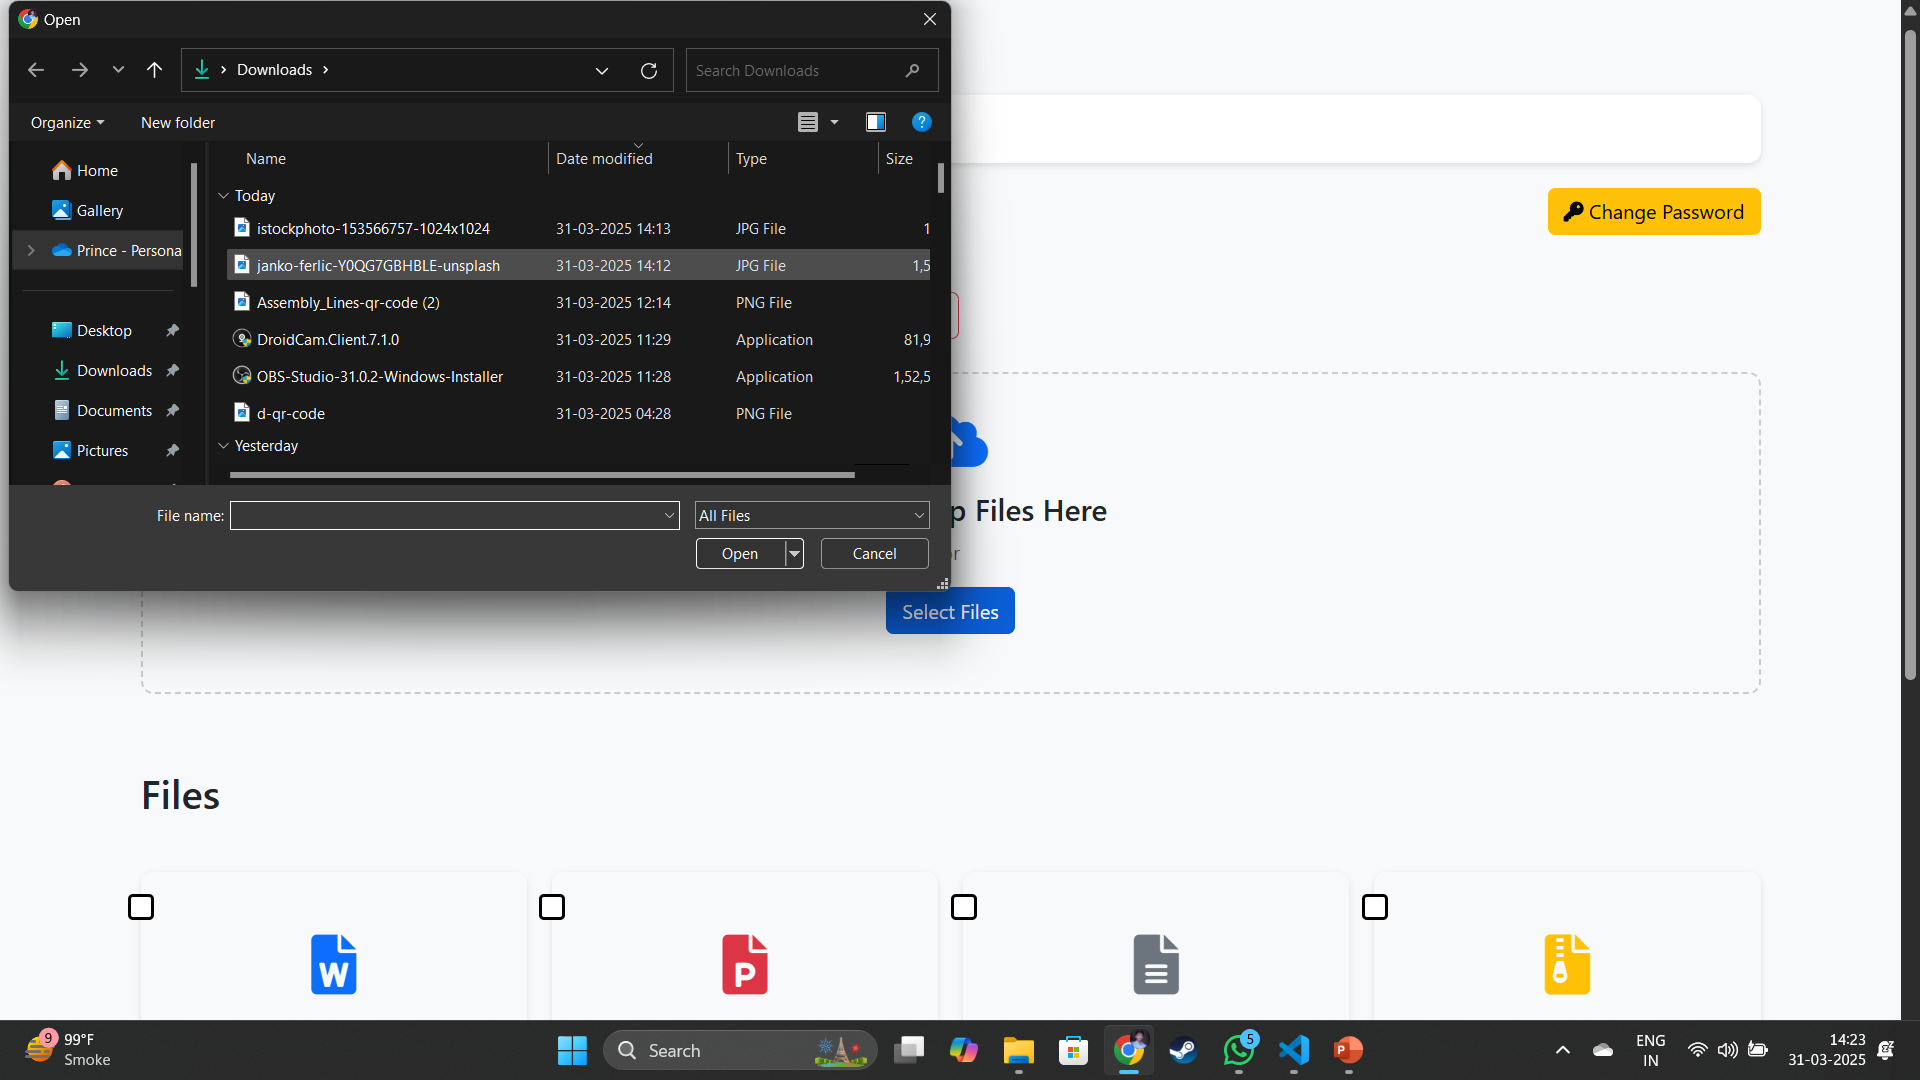 Open
Downloads
Search Downloads
Organize
New folder
Home
Gallery
Prince - Persona
Desktop
Downloads
Documents
Pictures
Name Date modified Type Size
Today
istockphoto-153566757-1024x1024 31-03-2025 14:13 JPG File 1
janko-ferlic-Y0QG7GBHBLE-unsplash 31-03-2025 14:12 JPG File 1,5
Assembly_Lines-qr-code (2) 31-03-2025 12:14 PNG File
DroidCam.Client.7.1.0 31-03-2025 11:29 Application 81,9
OBS-Studio-31.0.2-Windows-Installer 31-03-2025 11:28 Application 1,52,5
d-qr-code 31-03-2025 04:28 PNG File
Yesterday
File name:
All Files
Open
Cancel
Change Password
p Files Here
or
Select Files
Files
W
P
9
99°F
Smoke
Search
5
P
ENG
IN
14:23
31-03-2025